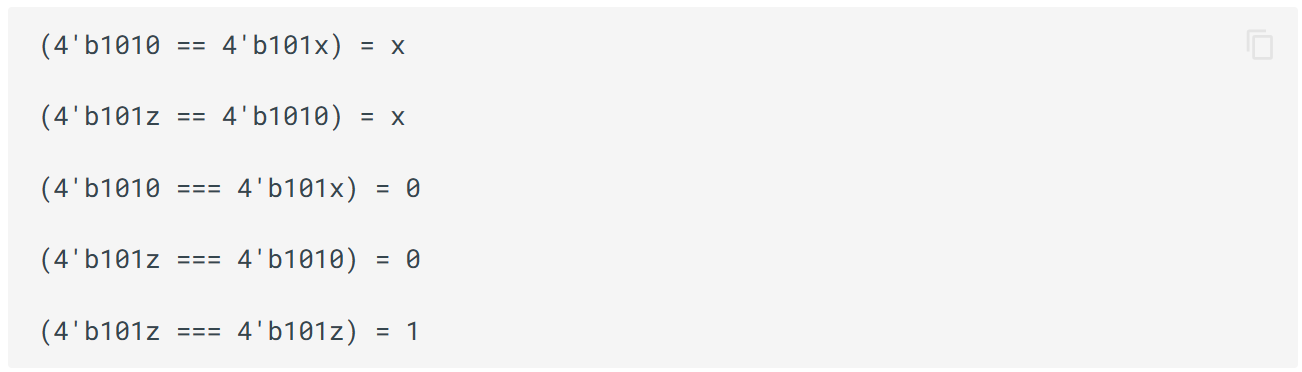 (4'b1010 == 4'b101x) = x
(4'b101z == 4'b1010) = x
(4'b1010 === 4'b101x) = 0
(4'b101z === 4'b1010) = 0
(4'b101z === 4'b101z) = 1